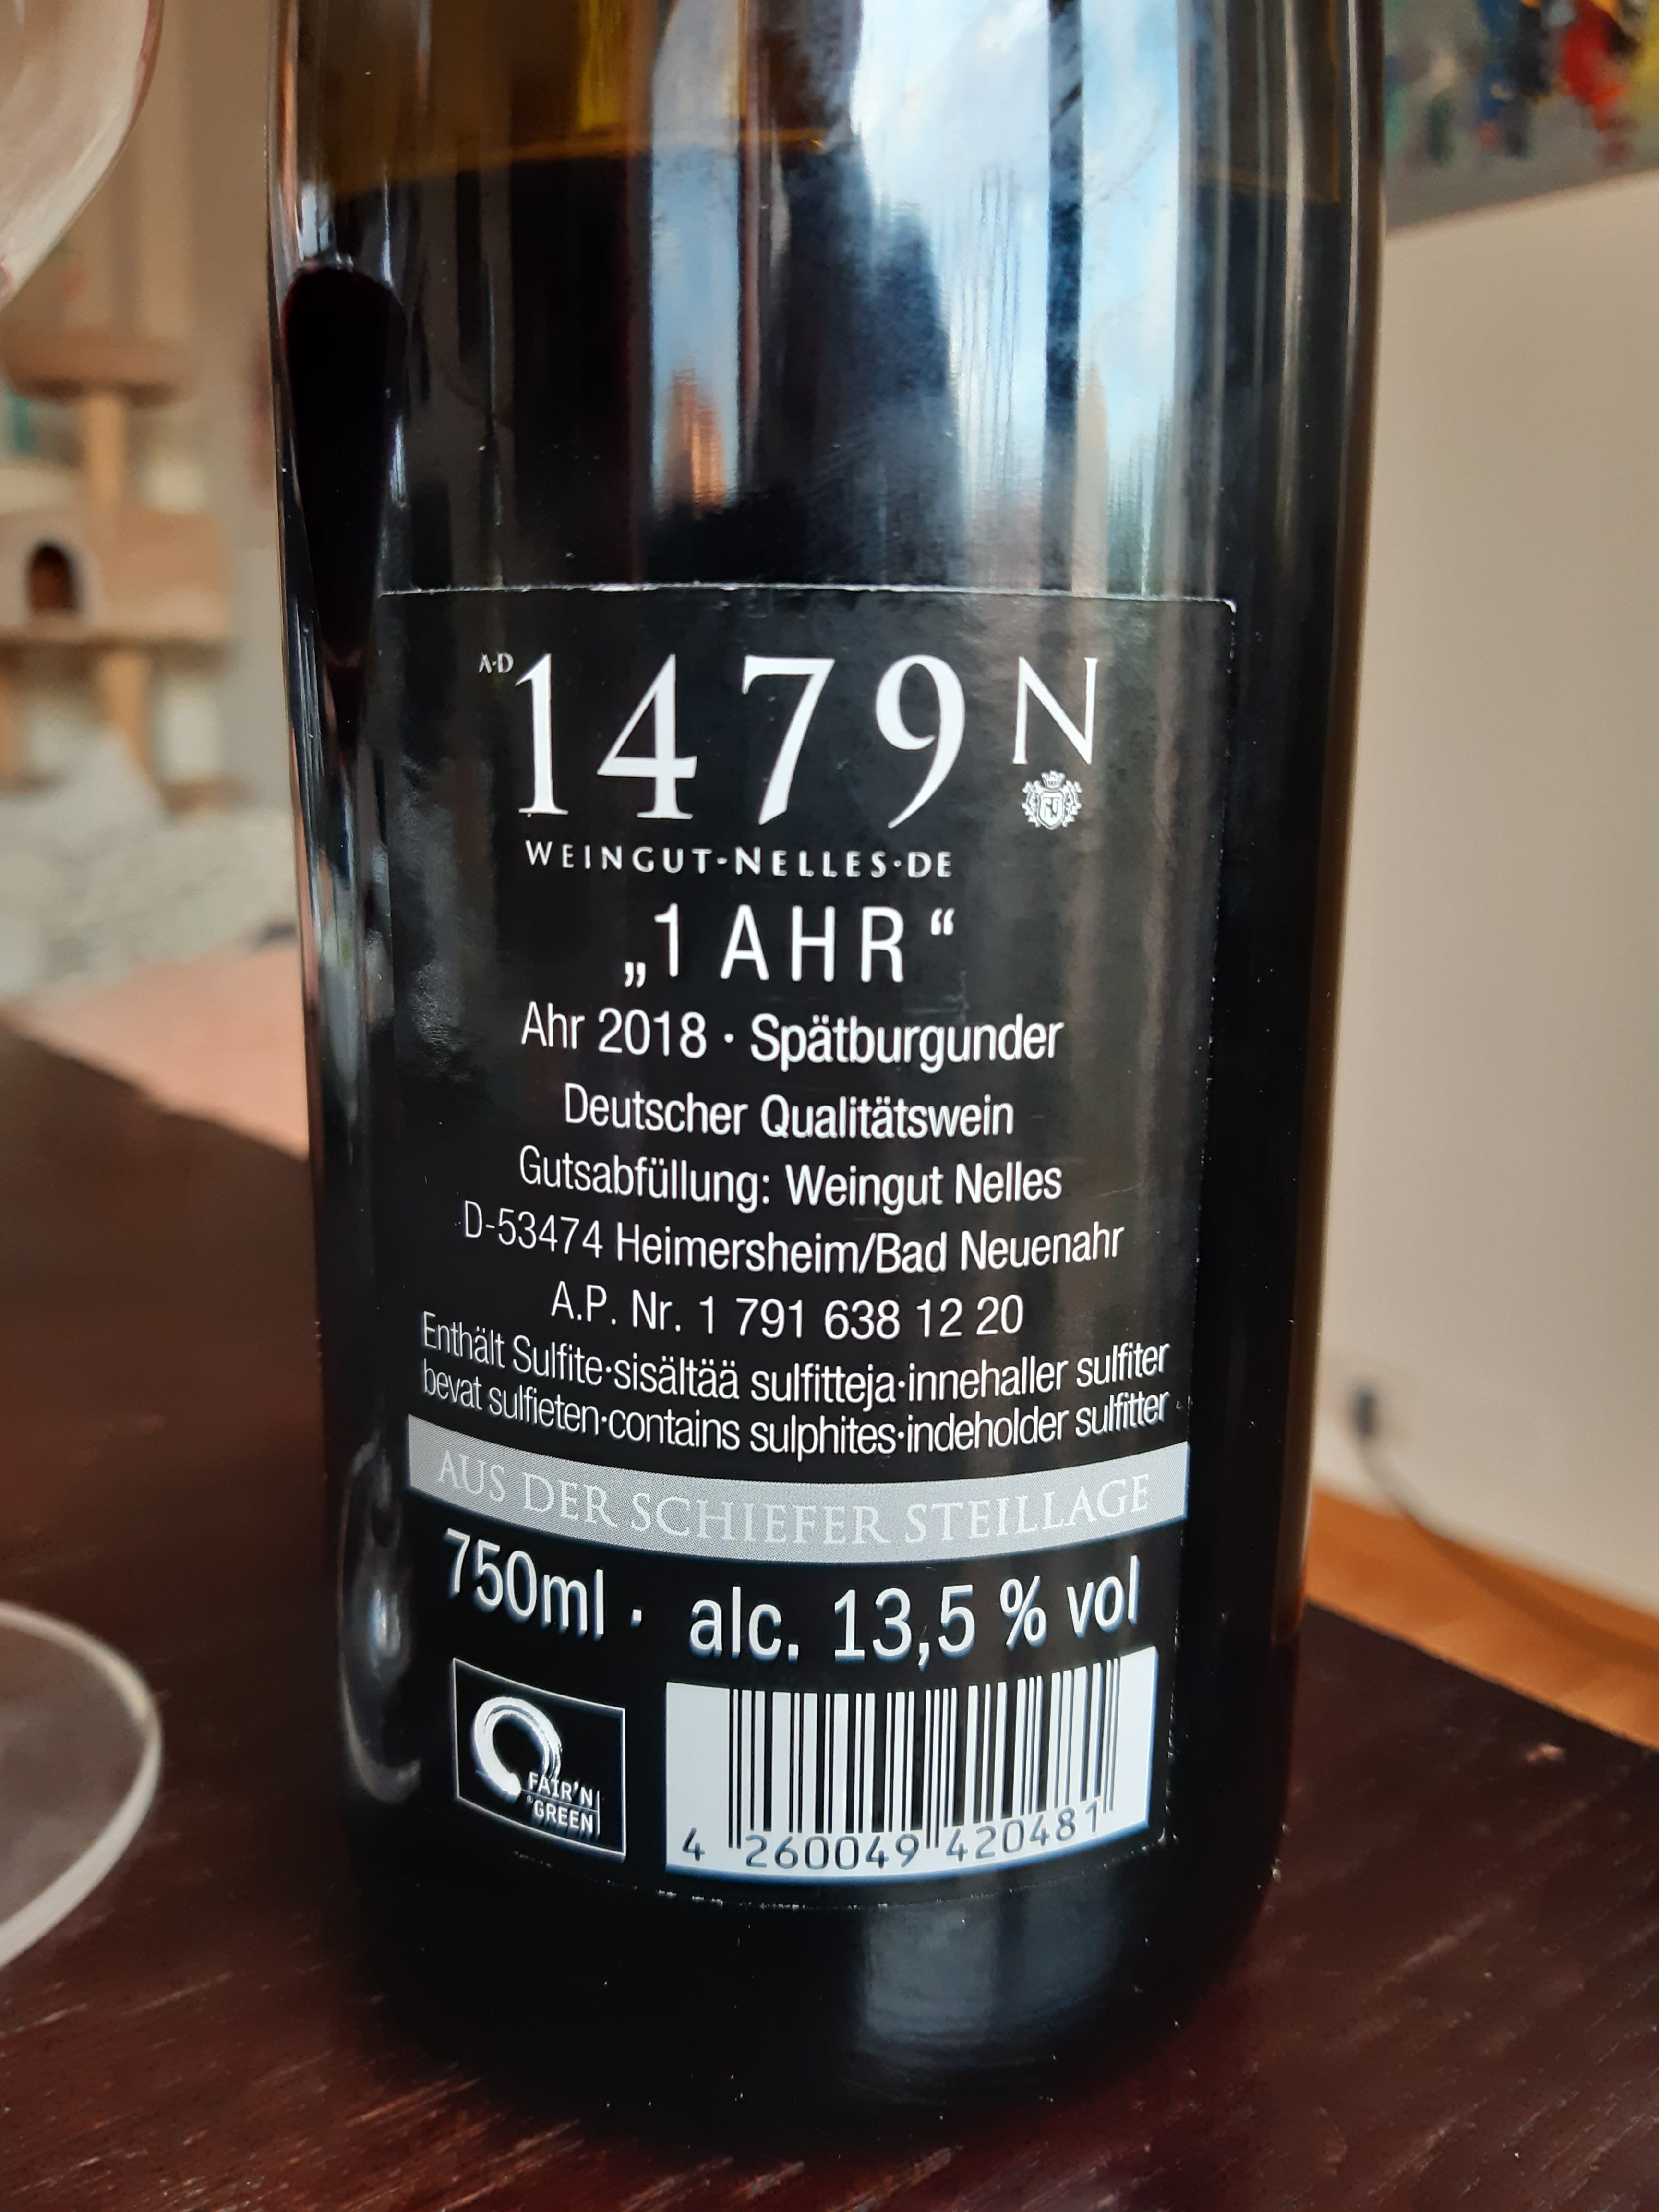 A·D 1479 N
WEINGUT-NELLES·DE
„1 AHR“
Ahr 2018 · Spätburgunder
Deutscher Qualitätswein
Gutsabfüllung: Weingut Nelles
D-53474 Heimersheim/Bad Neuenahr
A.P. Nr. 1 791 638 12 20
Enthält Sulfite·sisältää sulfitteja·innehaller sulfiter
bevat sulfieten·contains sulphites·indeholder sulfitter
AUS DER SCHIEFER STEILLAGE
750ml · alc. 13,5 % vol
FAIR'N
GREEN
4 260049 420481